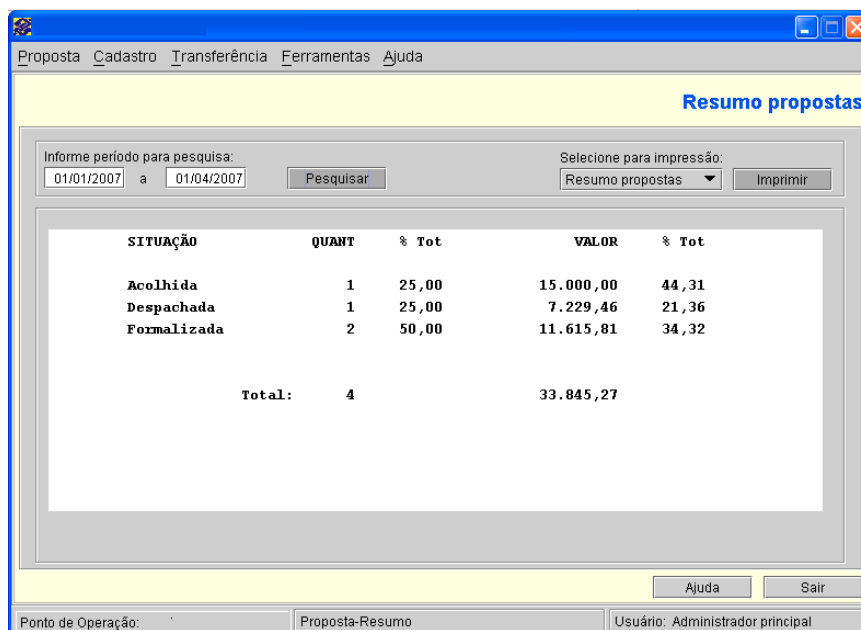 Proposta Cadastro Transferência Ferramentas Ajuda
Resumo propostas
Informe período para pesquisa:
01/01/2007 a 01/04/2007 Pesquisar
Selecione para impressão:
Resumo propostas Imprimir
SITUAÇÃO QUANT % Tot VALOR % Tot
Acolhida 1 25,00 15.000,00 44,31
Despachada 1 25,00 7.229,46 21,36
Formalizada 2 50,00 11.615,81 34,32
Total: 4 33.845,27
Ajuda Sair
Ponto de Operação: Proposta-Resumo Usuário: Administrador principal